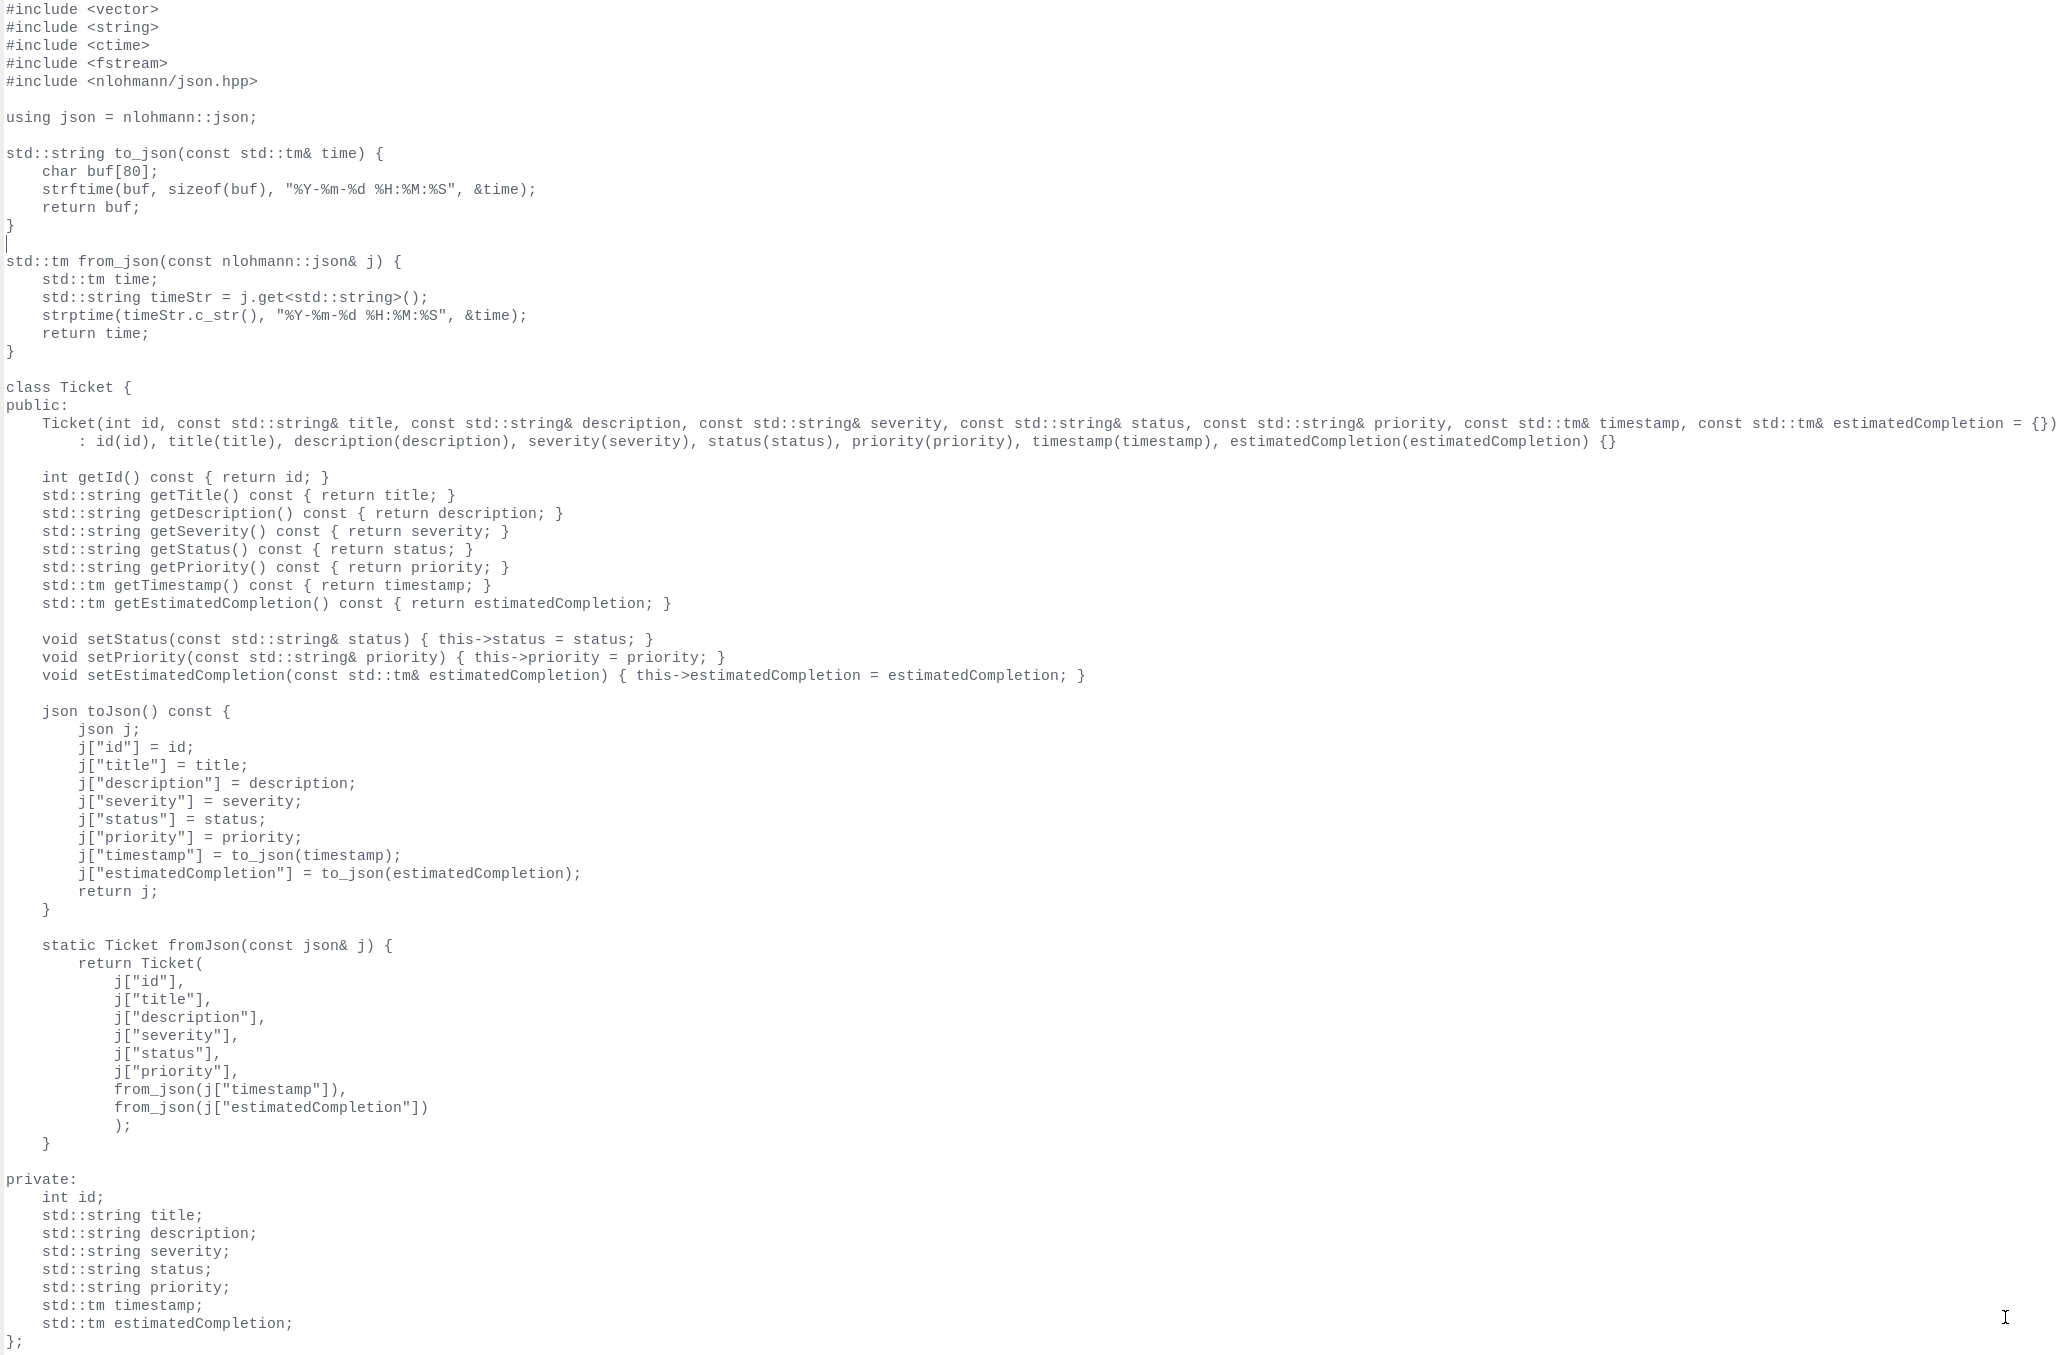 #include <vector>
#include <string>
#include <ctime>
#include <fstream>
#include <nlohmann/json.hpp>

using json = nlohmann::json;

std::string to_json(const std::tm& time) {
    char buf[80];
    strftime(buf, sizeof(buf), "%Y-%m-%d %H:%M:%S", &time);
    return buf;
}

std::tm from_json(const nlohmann::json& j) {
    std::tm time;
    std::string timeStr = j.get<std::string>();
    strptime(timeStr.c_str(), "%Y-%m-%d %H:%M:%S", &time);
    return time;
}

class Ticket {
public:
    Ticket(int id, const std::string& title, const std::string& description, const std::string& severity, const std::string& status, const std::string& priority, const std::tm& timestamp, const std::tm& estimatedCompletion = {})
        : id(id), title(title), description(description), severity(severity), status(status), priority(priority), timestamp(timestamp), estimatedCompletion(estimatedCompletion) {}

    int getId() const { return id; }
    std::string getTitle() const { return title; }
    std::string getDescription() const { return description; }
    std::string getSeverity() const { return severity; }
    std::string getStatus() const { return status; }
    std::string getPriority() const { return priority; }
    std::tm getTimestamp() const { return timestamp; }
    std::tm getEstimatedCompletion() const { return estimatedCompletion; }

    void setStatus(const std::string& status) { this->status = status; }
    void setPriority(const std::string& priority) { this->priority = priority; }
    void setEstimatedCompletion(const std::tm& estimatedCompletion) { this->estimatedCompletion = estimatedCompletion; }

    json toJson() const {
        json j;
        j["id"] = id;
        j["title"] = title;
        j["description"] = description;
        j["severity"] = severity;
        j["status"] = status;
        j["priority"] = priority;
        j["timestamp"] = to_json(timestamp);
        j["estimatedCompletion"] = to_json(estimatedCompletion);
        return j;
    }

    static Ticket fromJson(const json& j) {
        return Ticket(
            j["id"],
            j["title"],
            j["description"],
            j["severity"],
            j["status"],
            j["priority"],
            from_json(j["timestamp"]),
            from_json(j["estimatedCompletion"])
            );
    }

private:
    int id;
    std::string title;
    std::string description;
    std::string severity;
    std::string status;
    std::string priority;
    std::tm timestamp;
    std::tm estimatedCompletion;
};